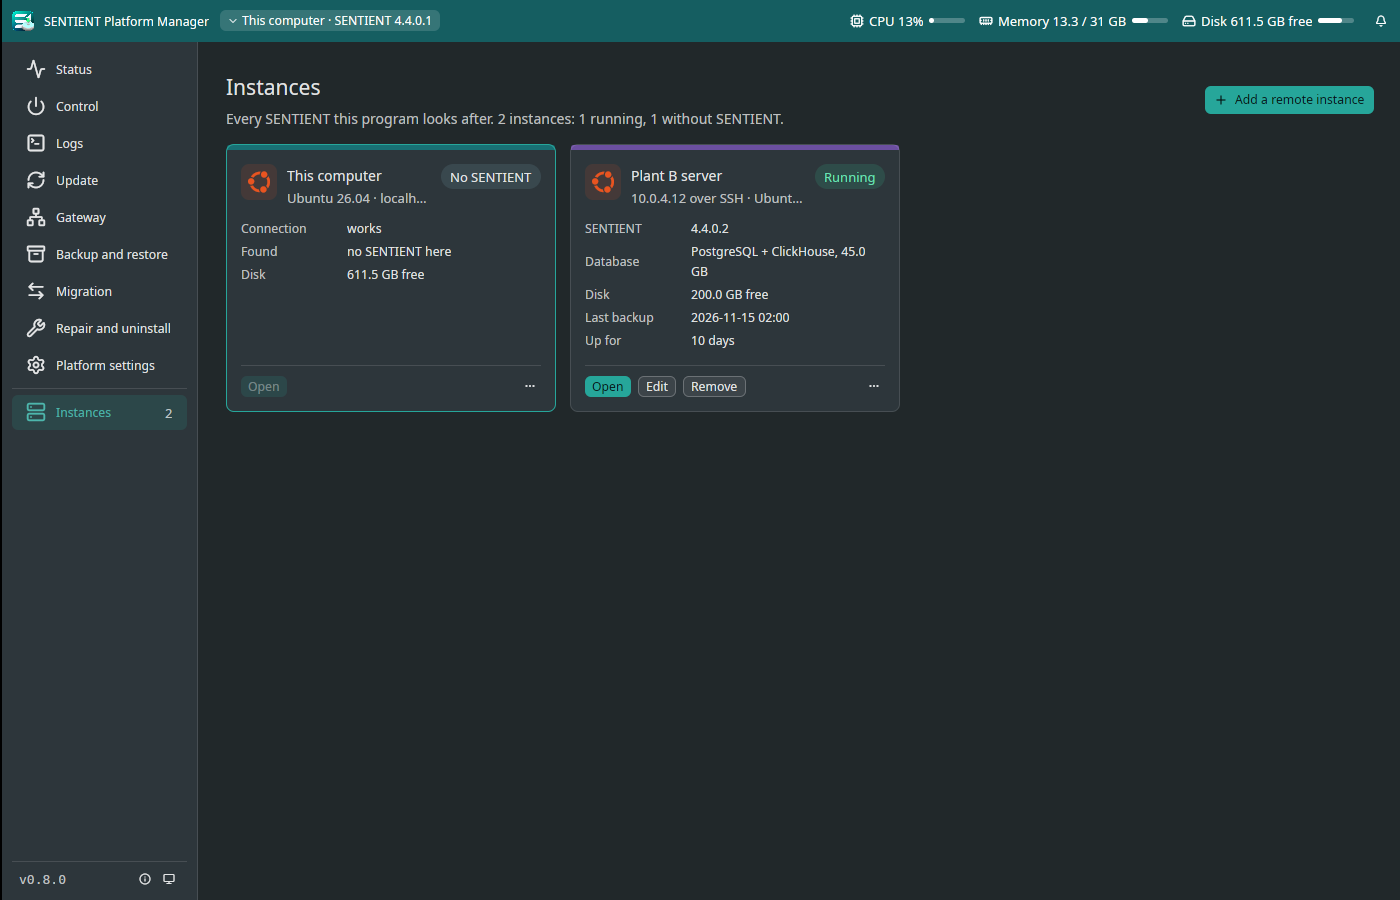 SENTIENT Platform Manager
This computer · SENTIENT 4.4.0.1
CPU 13%
Memory 13.3 / 31 GB
Disk 611.5 GB free
Status
Control
Logs
Update
Gateway
Backup and restore
Migration
Repair and uninstall
Platform settings
Instances 2
v0.8.0
Instances
Every SENTIENT this program looks after. 2 instances: 1 running, 1 without SENTIENT.
+ Add a remote instance
This computer
No SENTIENT
Ubuntu 26.04 · localh...
Connection works
Found no SENTIENT here
Disk 611.5 GB free
Open
...
Plant B server
Running
10.0.4.12 over SSH · Ubunt...
SENTIENT 4.4.0.2
Database PostgreSQL + ClickHouse, 45.0
GB
Disk 200.0 GB free
Last backup 2026-11-15 02:00
Up for 10 days
Open Edit Remove
...